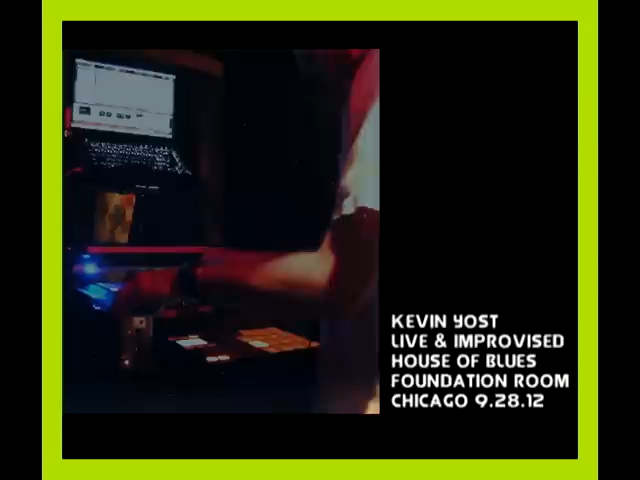 KEVIN YOST
LIVE & IMPROVISED
HOUSE OF BLUES
FOUNDATION ROOM
CHICAGO 9.28.12